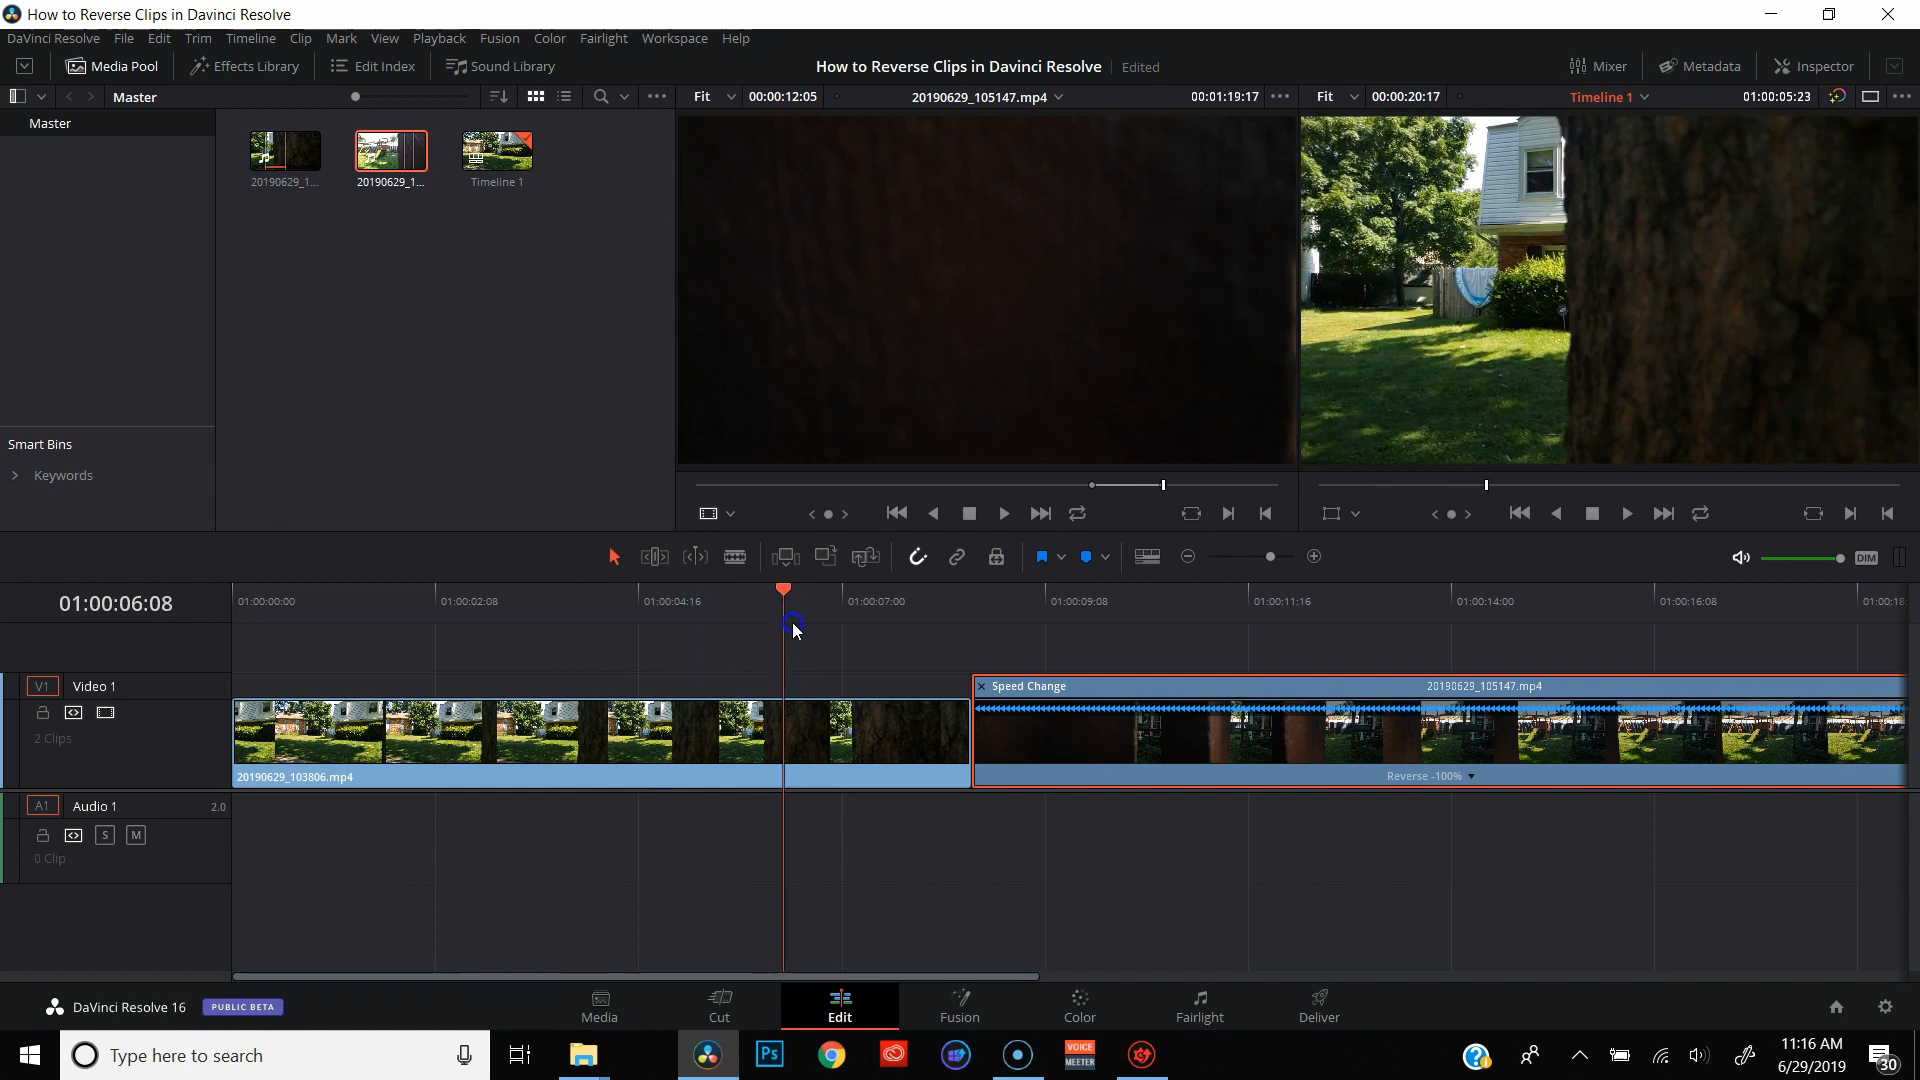 How to Reverse Clips in Davinci Resolve
DaVinci Resolve File Edit Trim Timeline Clip Mark View Playback Fusion Color Fairlight Workspace Help
Media Pool Effects Library Edit Index Sound Library How to Reverse Clips in Davinci Resolve Edited Mixer Metadata Inspector
Master Fit 00:00:12:05 20190629_105147.mp4 00:01:19:17 Fit 00:00:20:17 Timeline 1 01:00:05:23
Master
20190629_1... 20190629_1... Timeline 1
Smart Bins
Keywords
DIM
01:00:06:08 01:00:00:00 01:00:02:08 01:00:04:16 01:00:07:00 01:00:09:08 01:00:11:16 01:00:14:00 01:00:16:08 01:00:18
V1 Video 1 Speed Change 20190629_105147.mp4
2 Clips
20190629_103806.mp4 Reverse -100%
A1 Audio 1 2.0
S M
0 Clip
DaVinci Resolve 16 PUBLIC BETA Media Cut Edit Fusion Color Fairlight Deliver
Type here to search Ps VOICE MEETER 11:16 AM
6/29/2019 30